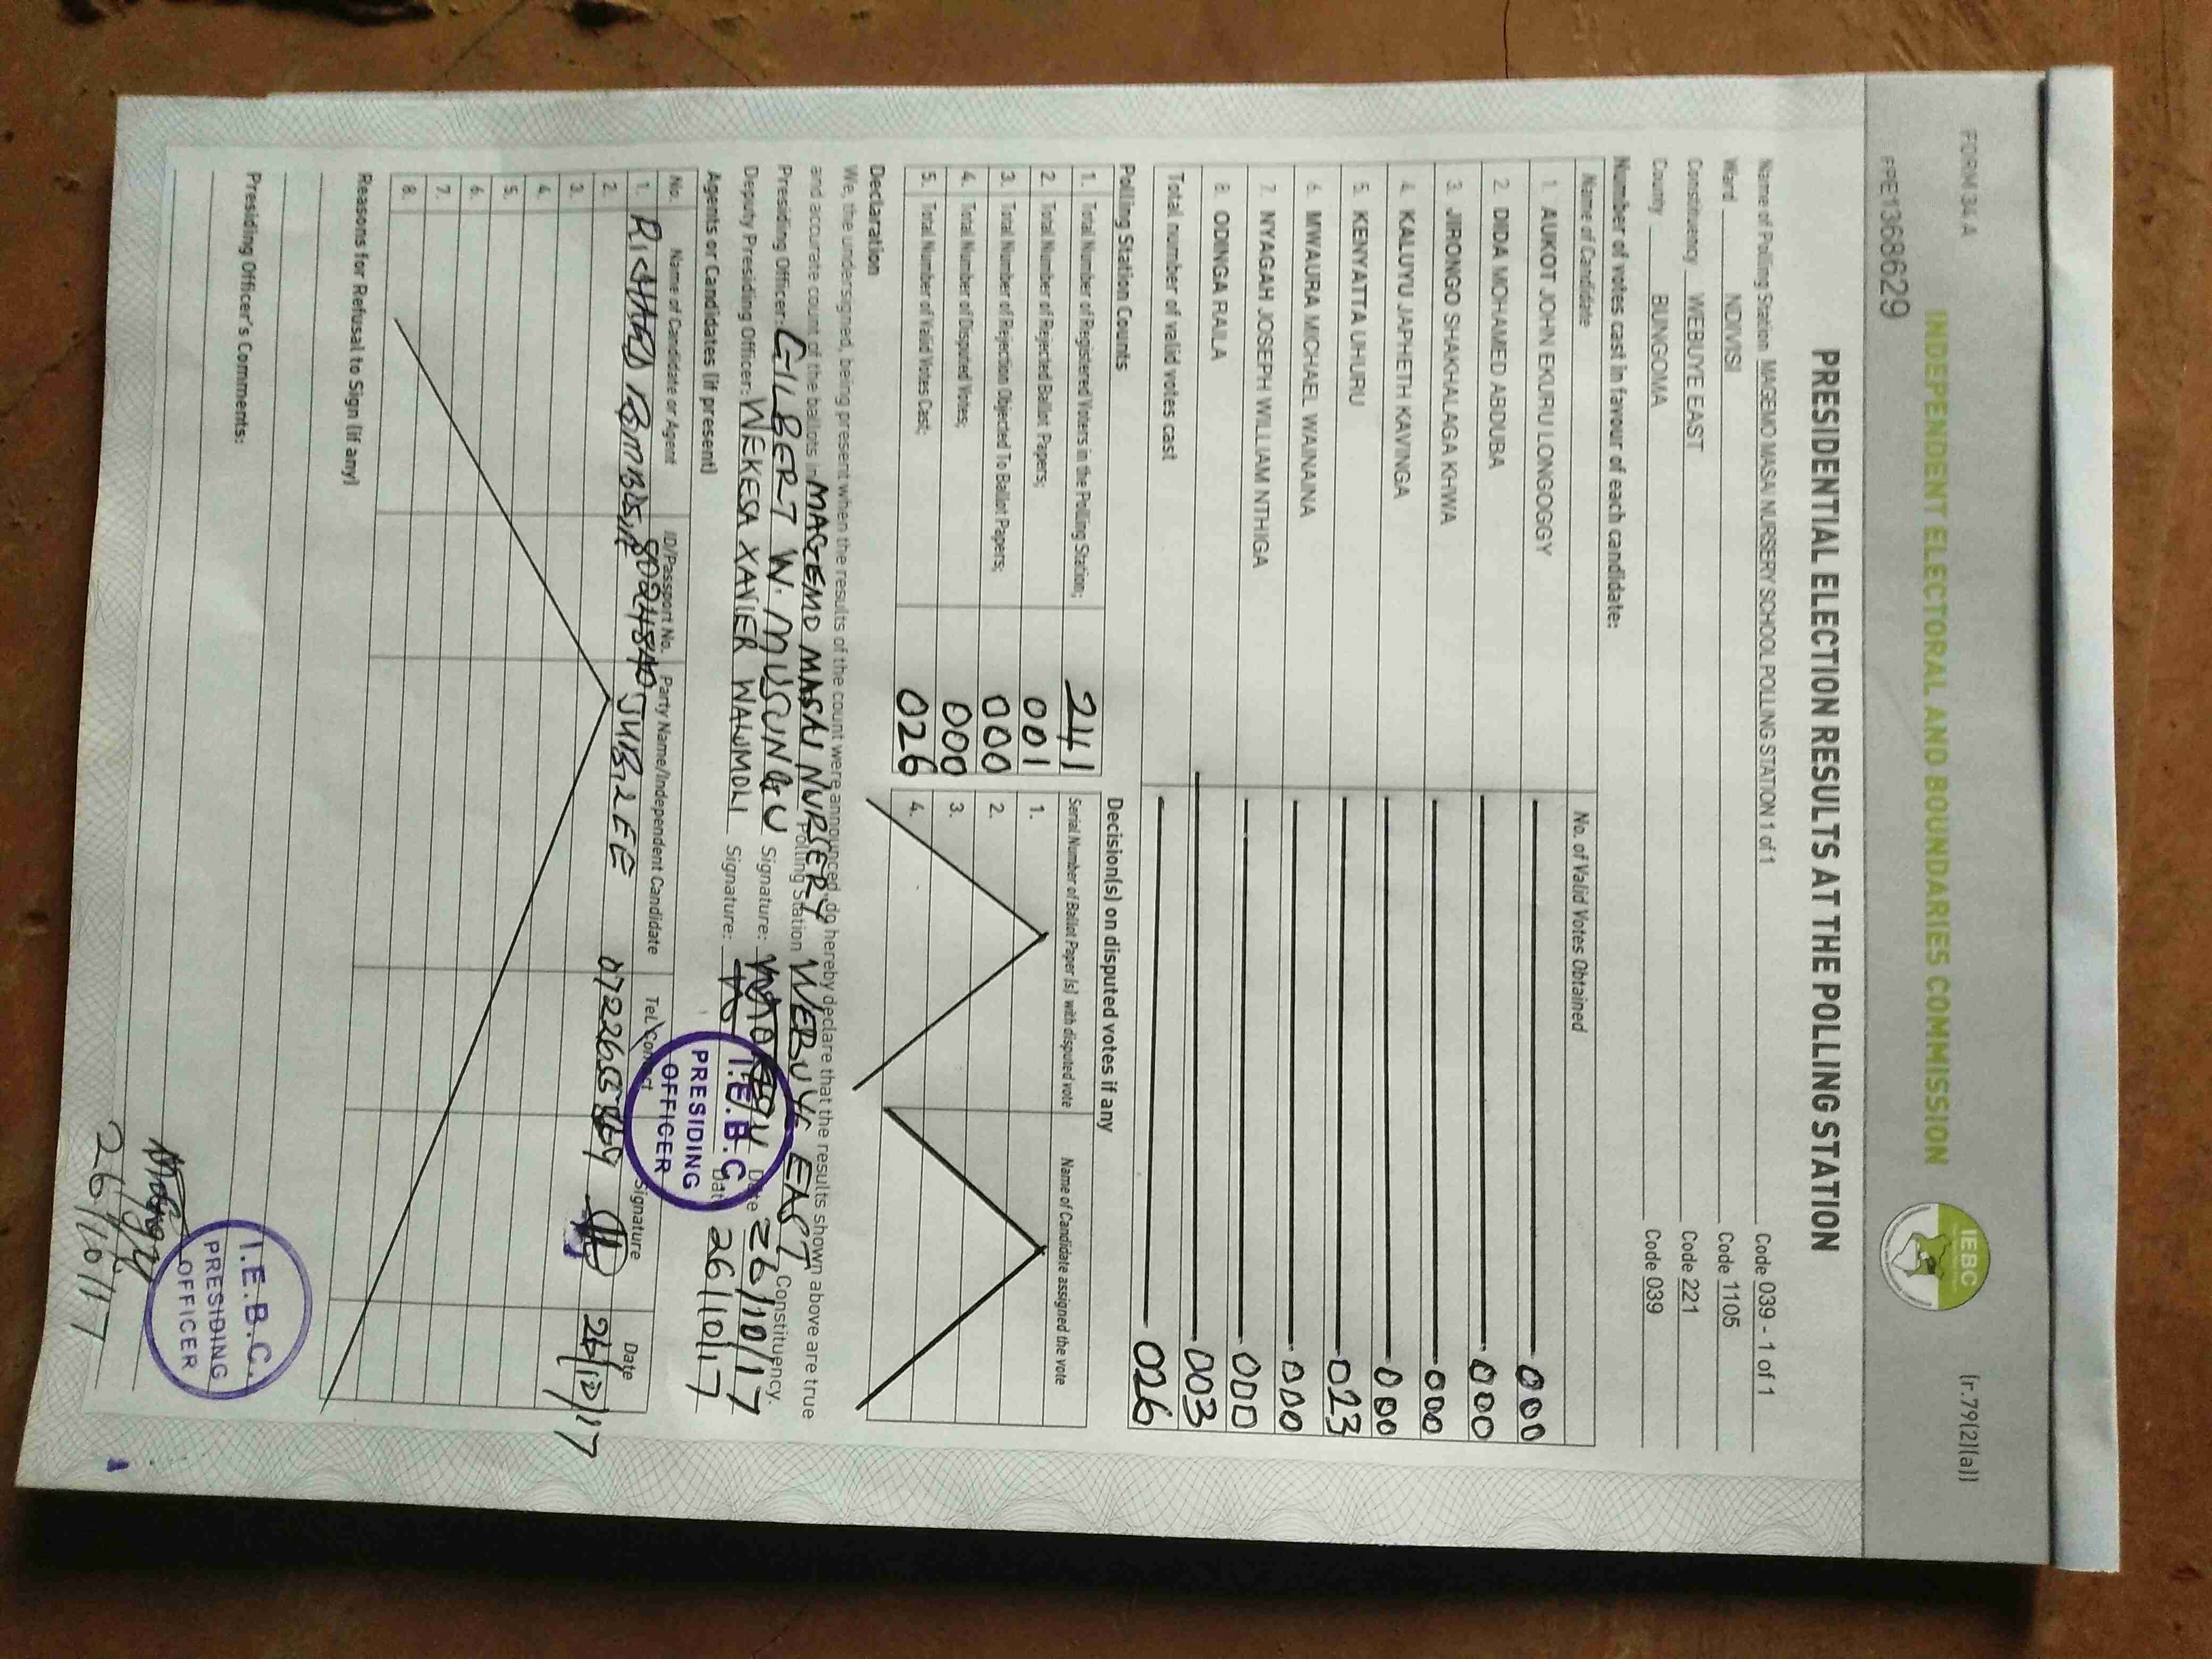 FORM 34 A
(r.79(2)(a))
INDEPENDENT ELECTORAL AND BOUNDARIES COMMISSION
IEBC
PPE1368629
PRESIDENTIAL ELECTION RESULTS AT THE POLLING STATION
Name of Polling Station MAGEMO MASAI NURSERY SCHOOL POLLING STATION 1 of 1 Code 039 - 1 of 1
Ward NDIVISI Code 1105
Constituency WEBUYE EAST Code 221
County BUNGOMA Code 039
Number of votes cast in favour of each candidate:
Name of Candidate No. of Valid Votes Obtained
1. AUKOT JOHN EKURU LONGOGGY 000
2. DIDA MOHAMED ABDUBA 000
3. JIRONGO SHAKHALAGA KHWA 000
4. KALUYU JAPHETH KAVINGA 000
5. KENYATTA UHURU 023
6. MWAURA MICHAEL WAINAINA 000
7. NYAGAH JOSEPH WILLIAM NTHIGA 000
8. ODINGA RAILA 003
Total number of valid votes cast 026
Polling Station Counts
1. Total Number of Registered Voters in the Polling Station; 241
2. Total Number of Rejected Ballot Papers; 001
3. Total Number of Rejection Objected To Ballot Papers; 000
4. Total Number of Disputed Votes; 000
5. Total Number of Valid Votes Cast; 026
Decision(s) on disputed votes if any
Serial Number of Ballot Paper (s) with disputed vote Name of Candidate assigned the vote
1.
2.
3.
4.
Declaration
We, the undersigned, being present when the results of the count were announced, do hereby declare that the results shown above are true
and accurate count of the ballots in MAGEMO MASAI NURSERY Polling Station WEBUYE EAST Constituency.
Presiding Officer: GILBERT W. MUSUNGU Signature: Date 26/10/17
Deputy Presiding Officer: WEKESA XAVIER Signature: Date 26/10/17
I.E.B.C.
PRESIDING
OFFICER
Agents or Candidates (if present)
No. Name of Candidate or Agent ID/Passport No. Party Name/Independent Candidate Tel. Contact Signature Date
1. RICHARD JUBILEE 26/10/17
2.
3.
4.
5.
6.
7.
8.
Reasons for Refusal to Sign (if any)
Presiding Officer's Comments:
I.E.B.C.
PRESIDING
OFFICER
26/10/17